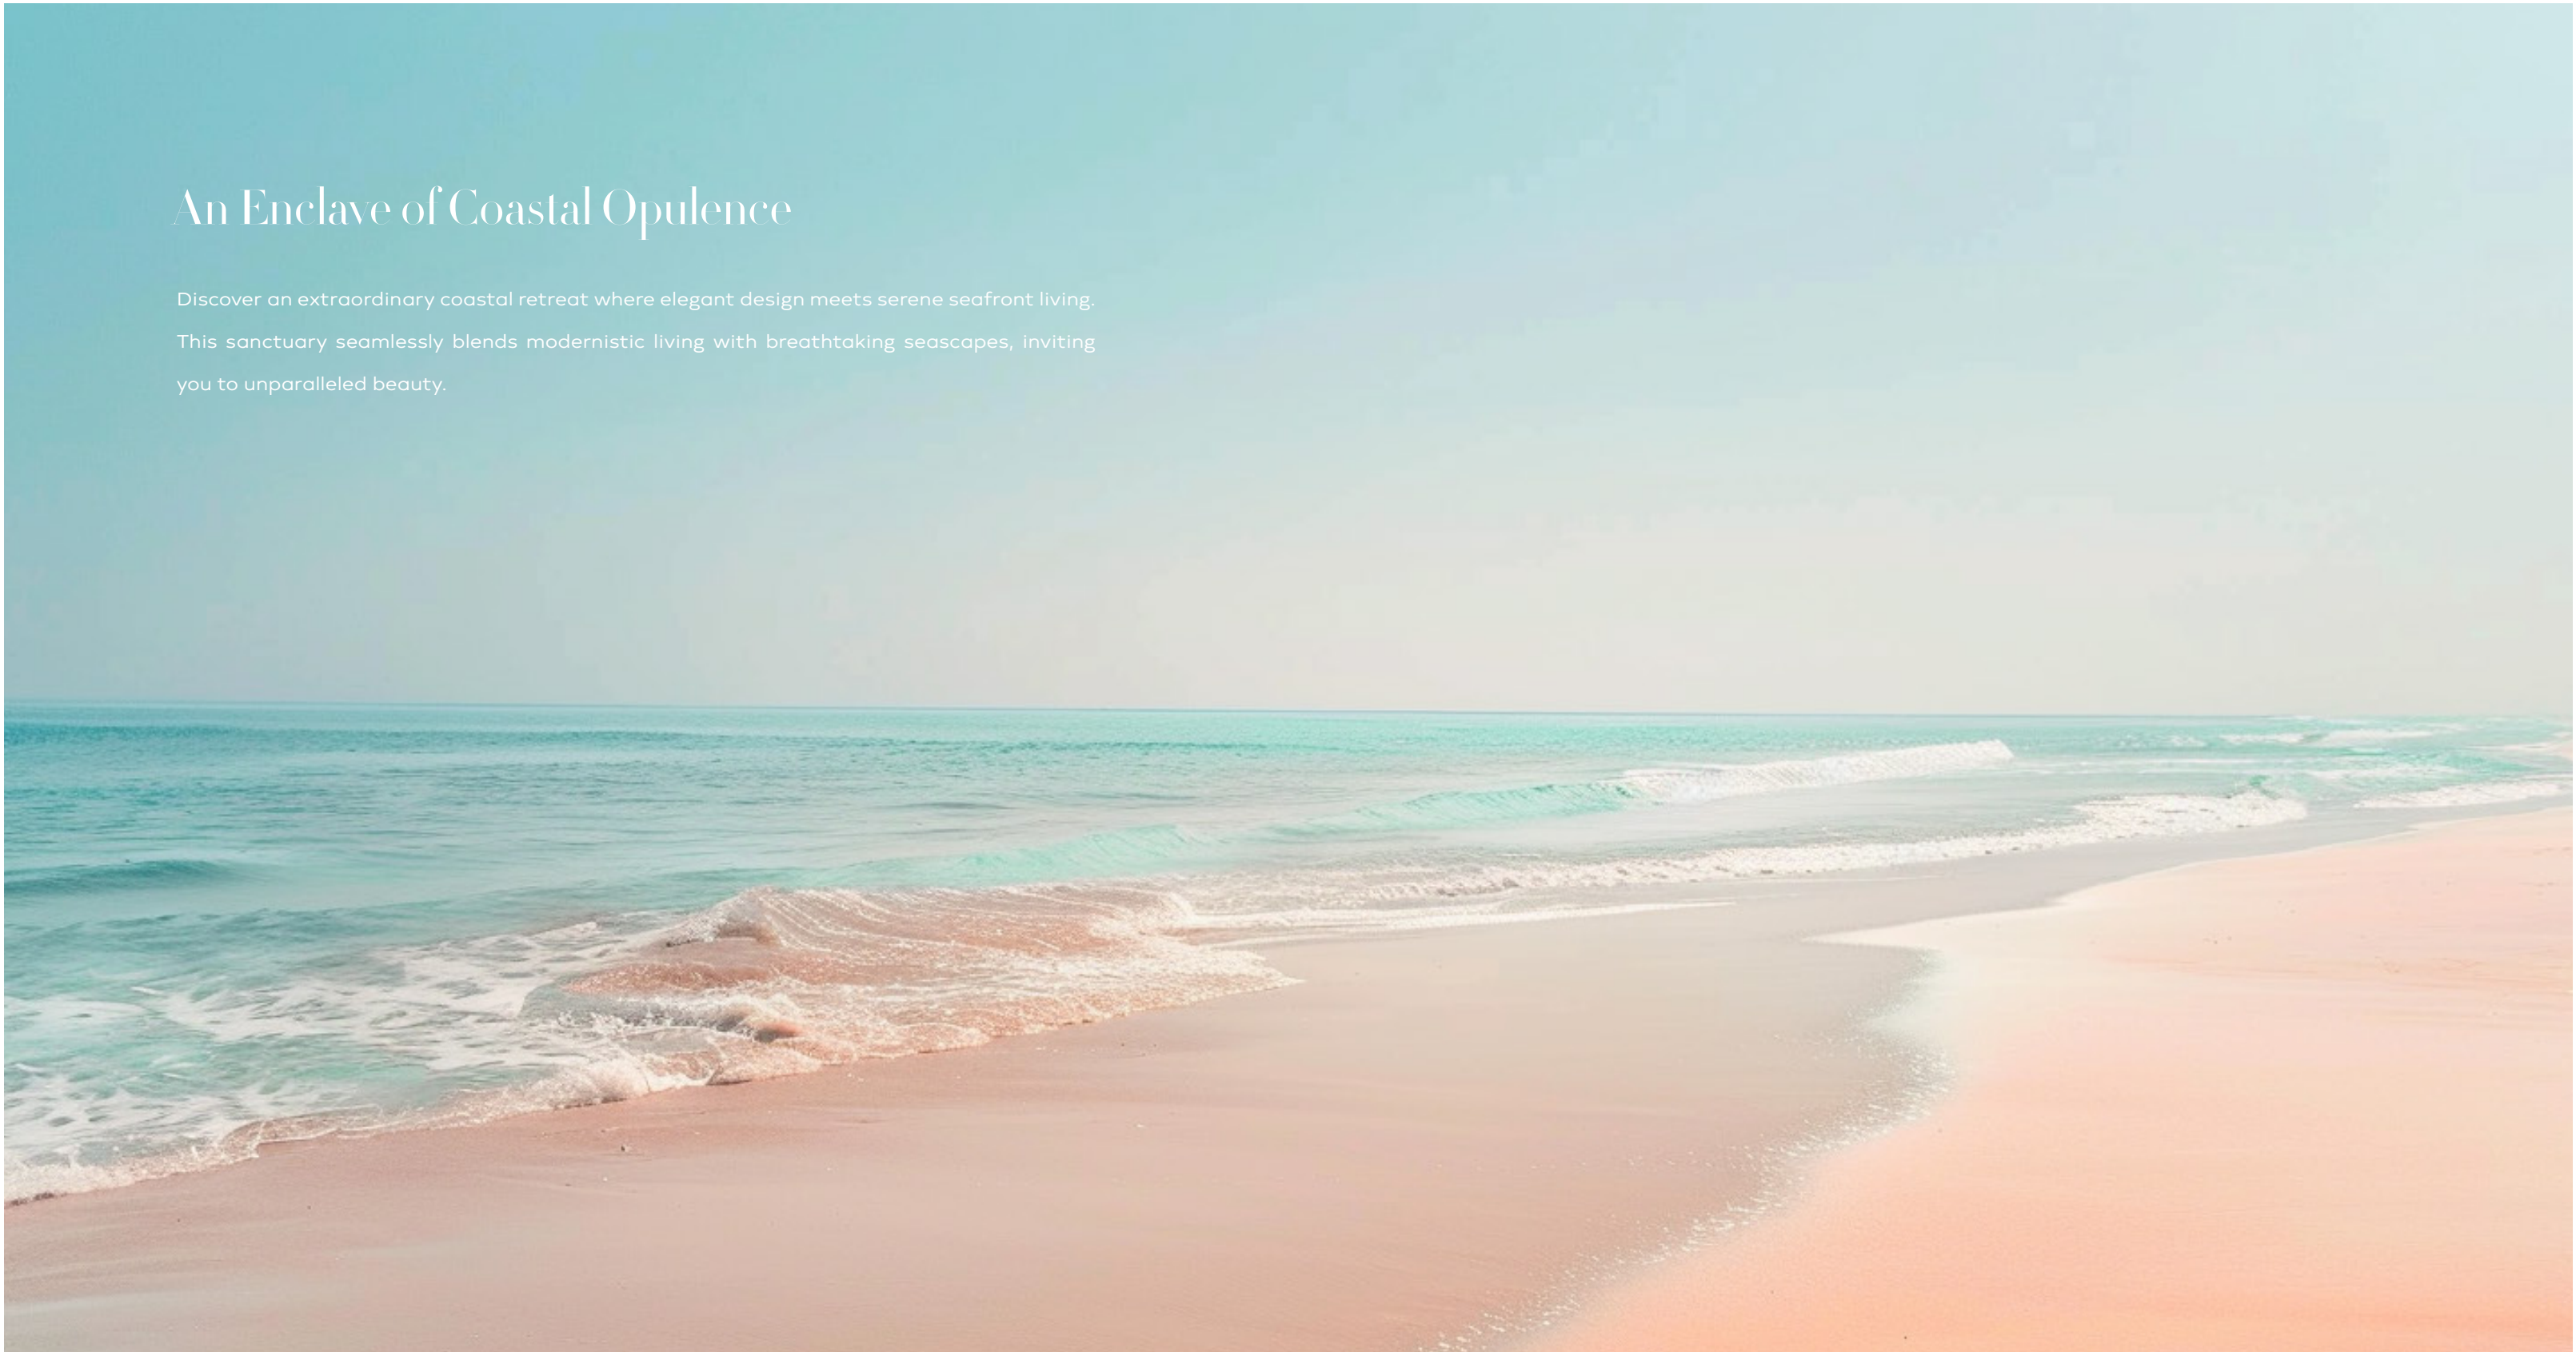 An Enclave of Coastal Opulence
Discover an extraordinary coastal retreat where elegant design meets serene seafront living.
This sanctuary seamlessly blends modernistic living with breathtaking seascapes, inviting
you to unparalleled beauty.